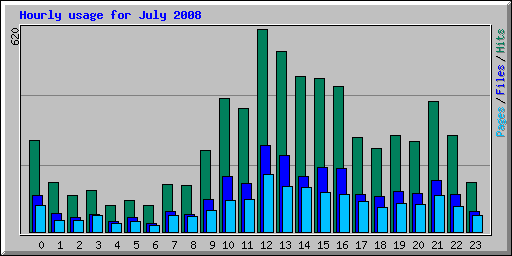 Hourly usage for July 2008
620
Pages / Files / Hits
0 1 2 3 4 5 6 7 8 9 10 11 12 13 14 15 16 17 18 19 20 21 22 23